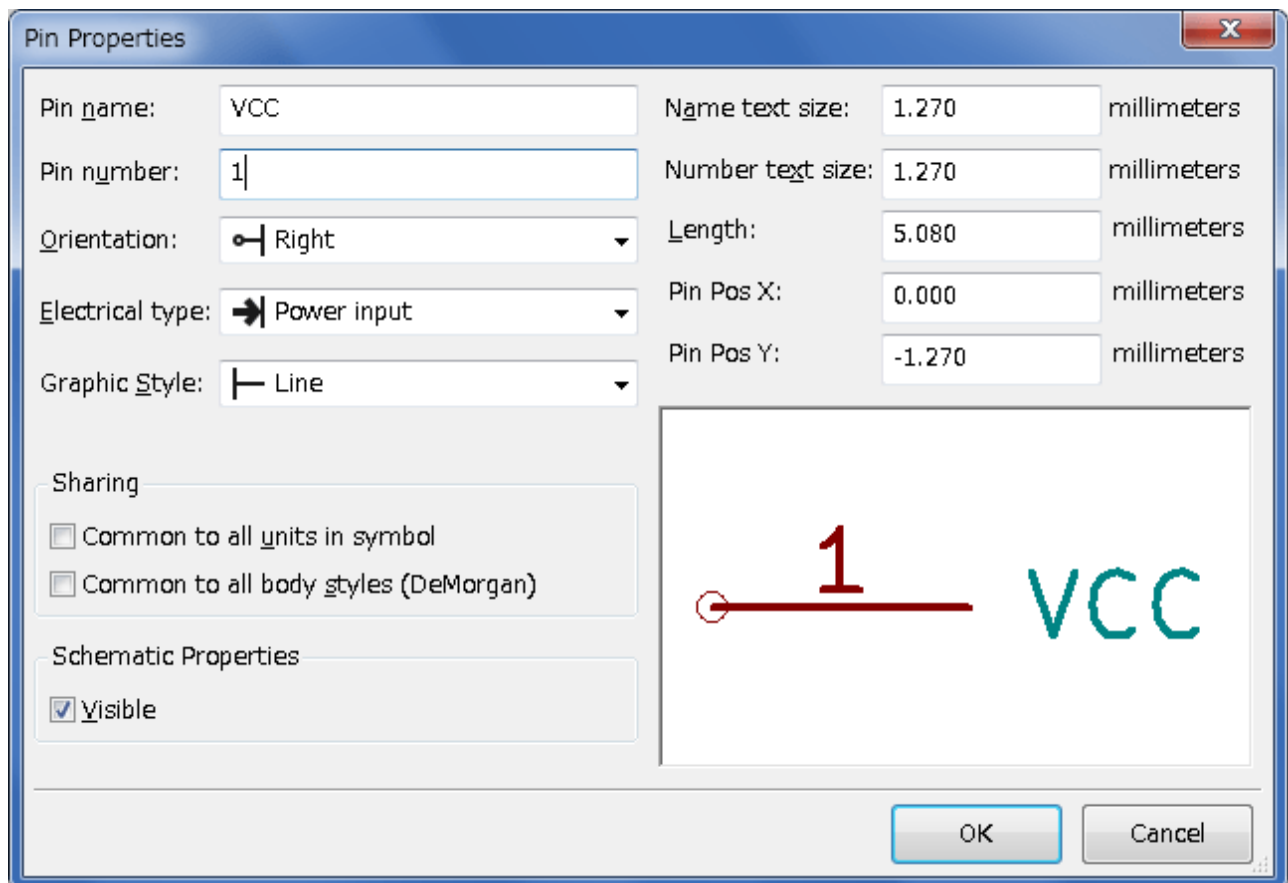 Pin Properties
Pin name: VCC
Pin number: 1
Orientation: Right
Electrical type: Power input
Graphic Style: Line
Sharing
Common to all units in symbol
Common to all body styles (DeMorgan)
Schematic Properties
Visible
Name text size: 1.270 millimeters
Number text size: 1.270 millimeters
Length: 5.080 millimeters
Pin Pos X: 0.000 millimeters
Pin Pos Y: -1.270 millimeters
1
VCC
OK
Cancel